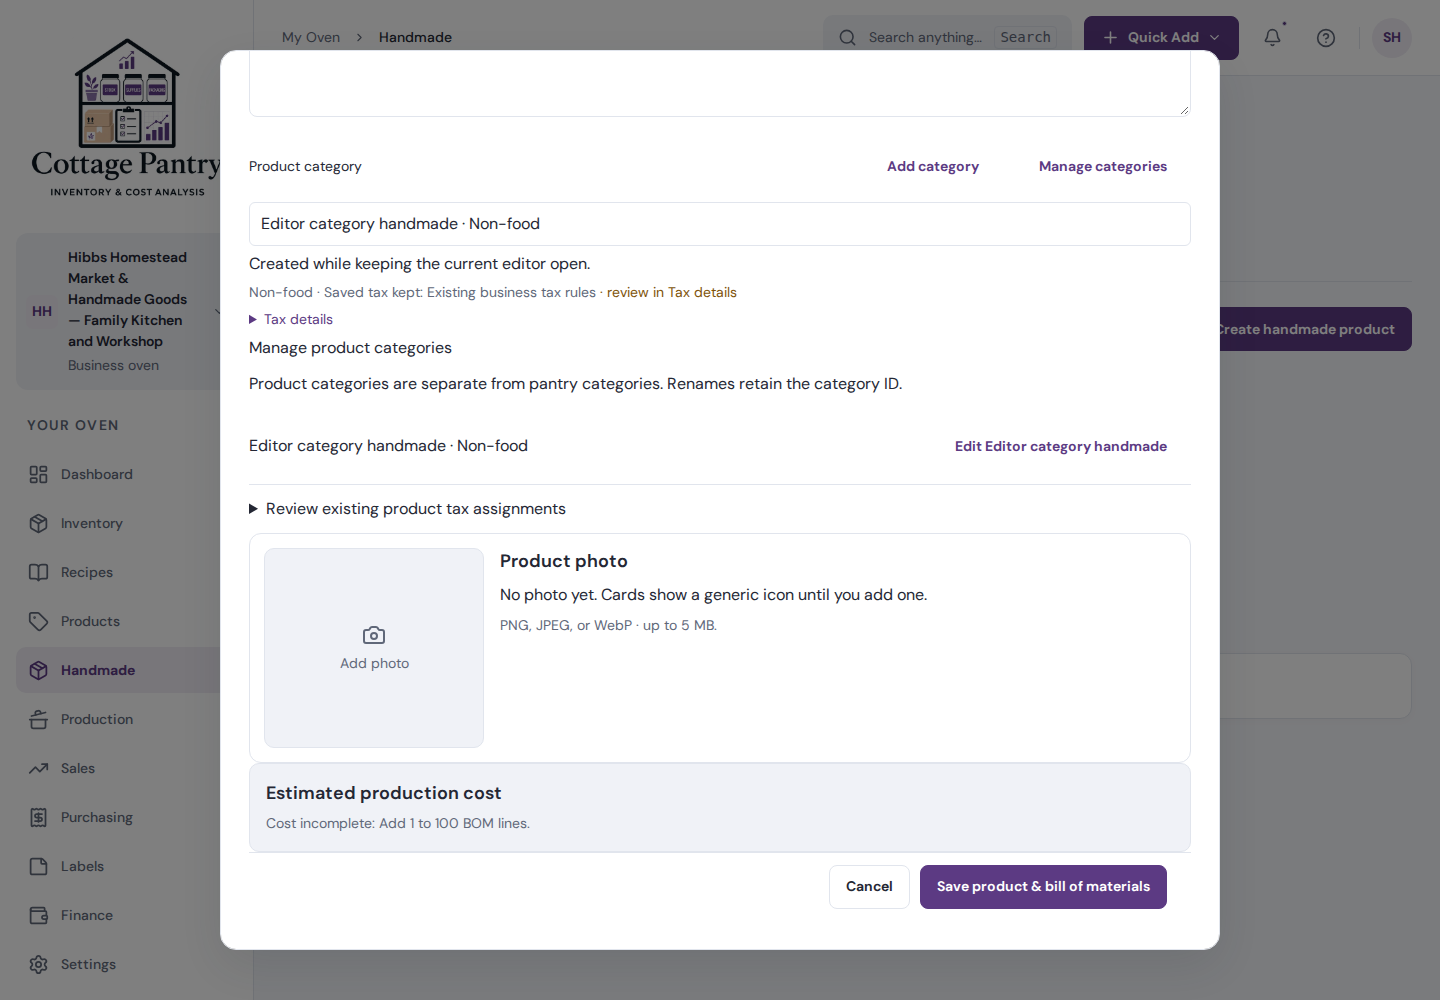 My Oven
Handmade
Search anything...
Search
Quick Add
SH
Cottage Pantry
INVENTORY & COST ANALYSIS
HH
Hibbs Homestead
Market &
Handmade Goods
— Family Kitchen
and Workshop
Business oven
YOUR OVEN
Dashboard
Inventory
Recipes
Products
Handmade
Production
Sales
Purchasing
Labels
Finance
Settings
Create handmade product
Product category
Add category
Manage categories
Editor category handmade · Non-food
Created while keeping the current editor open.
Non-food · Saved tax kept: Existing business tax rules · review in Tax details
Tax details
Manage product categories
Product categories are separate from pantry categories. Renames retain the category ID.
Editor category handmade · Non-food
Edit Editor category handmade
Review existing product tax assignments
Add photo
Product photo
No photo yet. Cards show a generic icon until you add one.
PNG, JPEG, or WebP · up to 5 MB.
Estimated production cost
Cost incomplete: Add 1 to 100 BOM lines.
Cancel
Save product & bill of materials